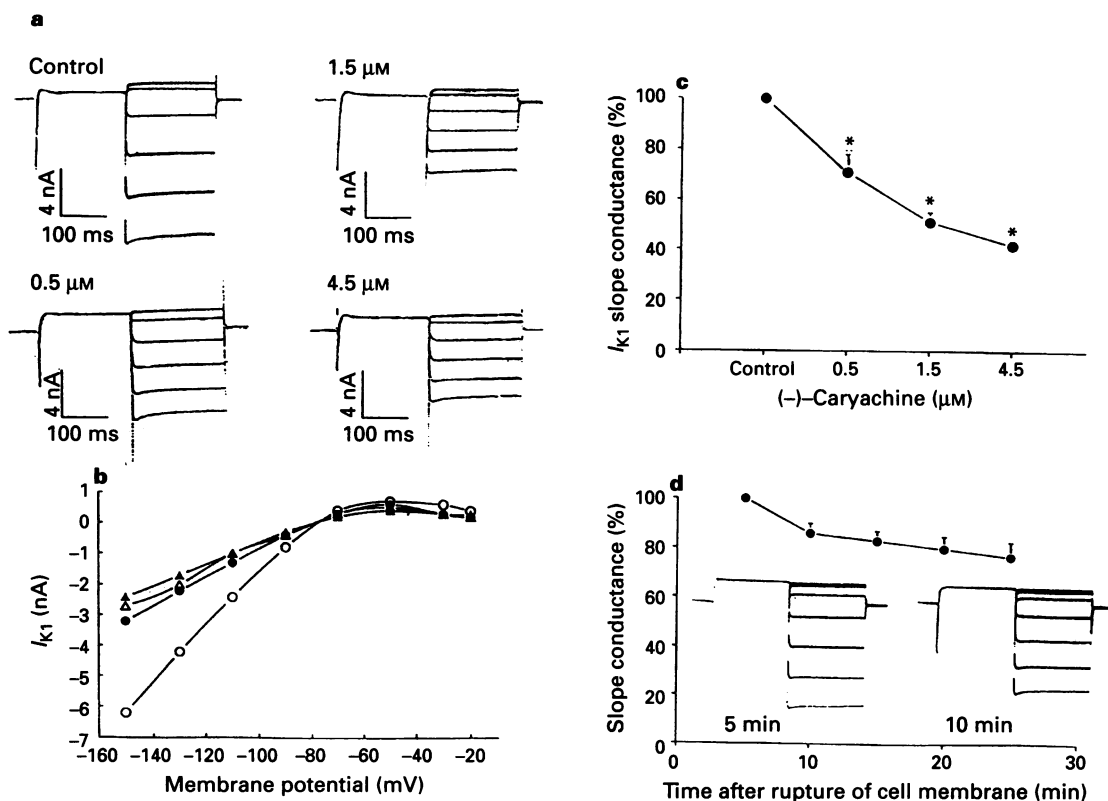 a
Control
4 nA
100 ms
1.5 µM
4 nA
100 ms
0.5 µM
4 nA
100 ms
4.5 µM
4 nA
100 ms
b
1
0
−1
−2
−3
−4
−5
−6
−7
IK1 (nA)
−160 −140 −120 −100 −80 −60 −40 −20
Membrane potential (mV)
c
100
80
60
40
20
0
IK1 slope conductance (%)
* * *
Control 0.5 1.5 4.5
(−)–Caryachine (µM)
d
100
80
60
40
20
0
Slope conductance (%)
5 min 10 min
0 10 20 30
Time after rupture of cell membrane (min)